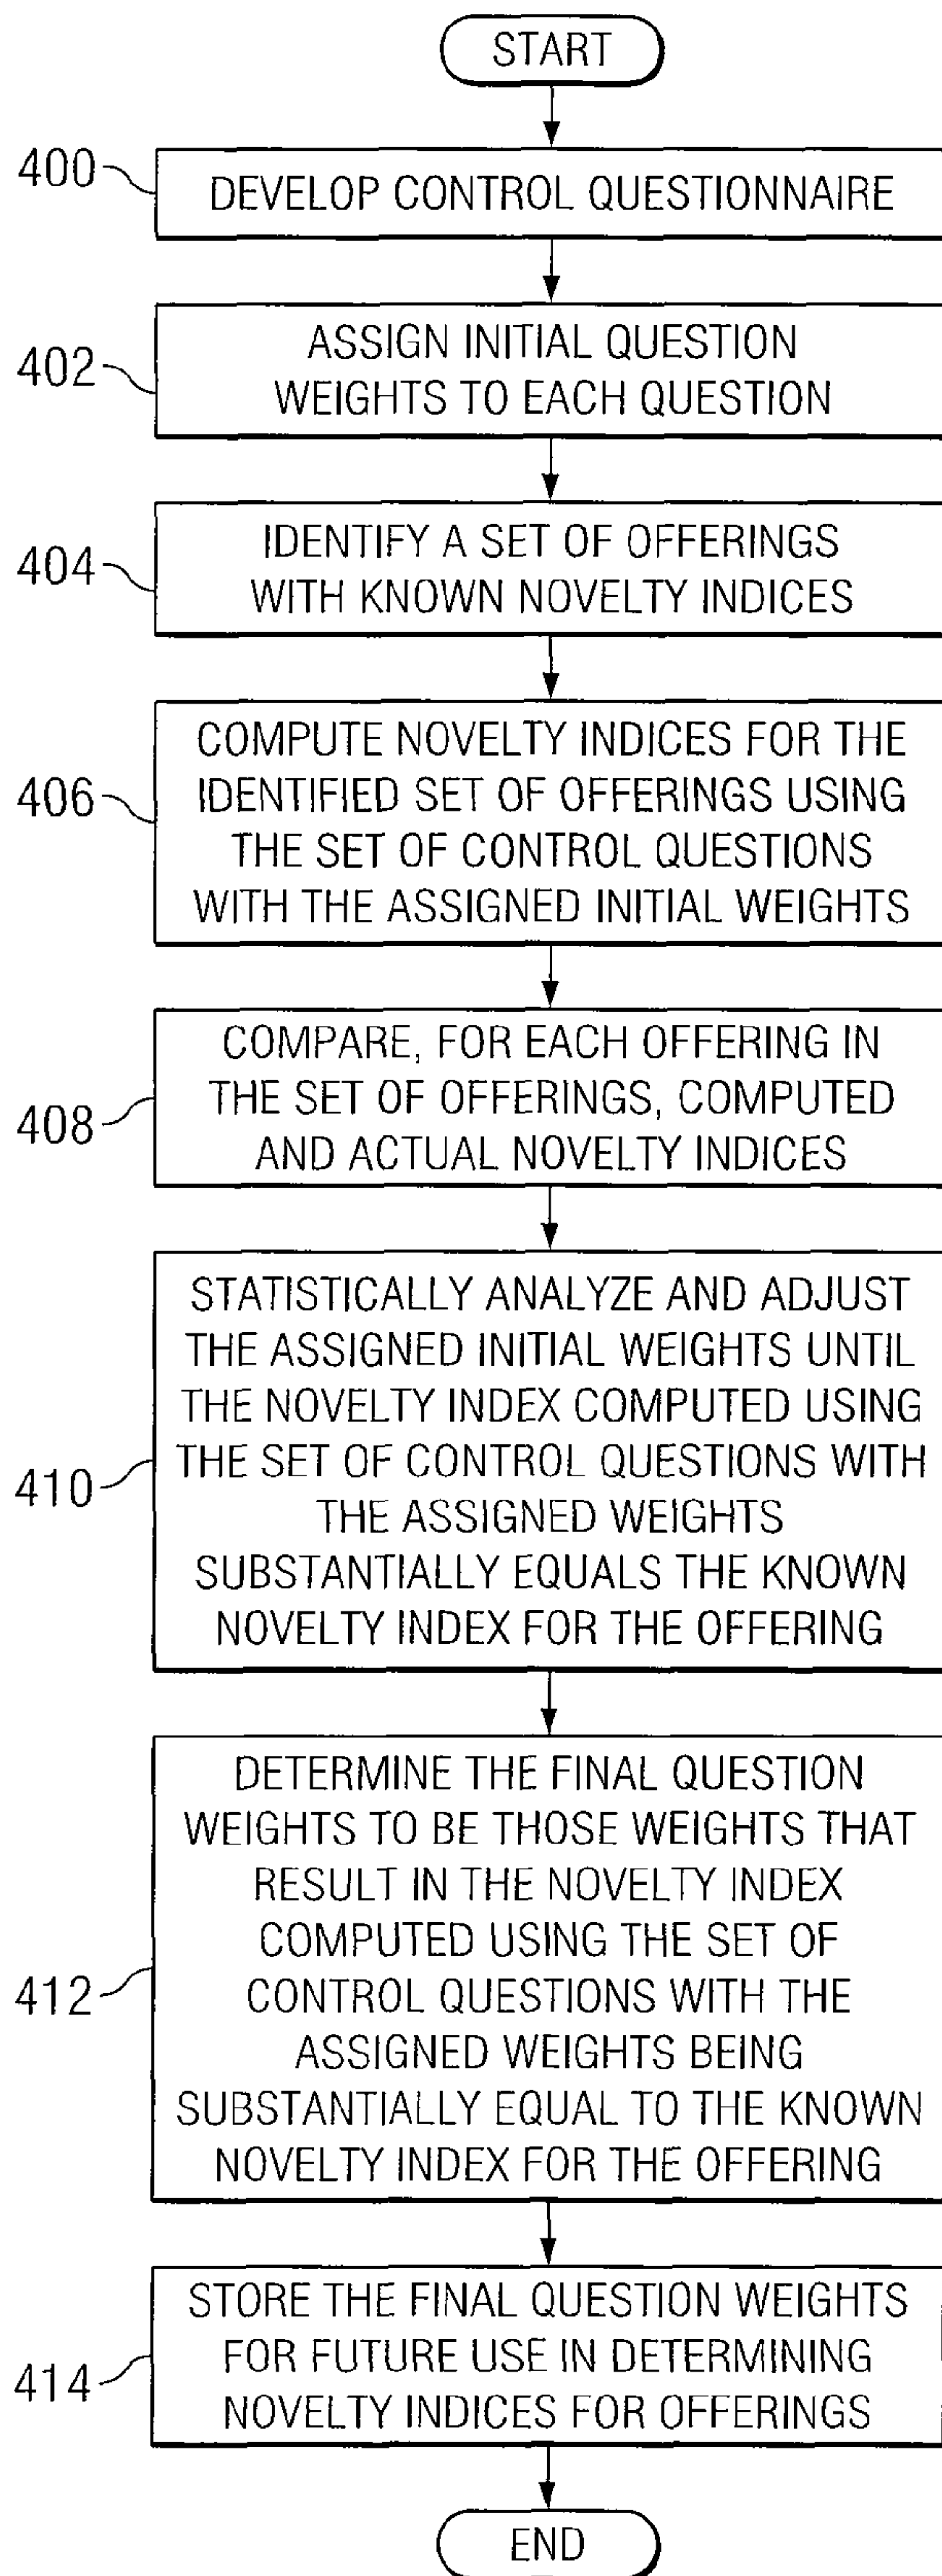 START
400
DEVELOP CONTROL QUESTIONNAIRE
402
ASSIGN INITIAL QUESTION
WEIGHTS TO EACH QUESTION
404
IDENTIFY A SET OF OFFERINGS
WITH KNOWN NOVELTY INDICES
406
COMPUTE NOVELTY INDICES FOR THE
IDENTIFIED SET OF OFFERINGS USING
THE SET OF CONTROL QUESTIONS
WITH THE ASSIGNED INITIAL WEIGHTS
408
COMPARE, FOR EACH OFFERING IN
THE SET OF OFFERINGS, COMPUTED
AND ACTUAL NOVELTY INDICES
410
STATISTICALLY ANALYZE AND ADJUST
THE ASSIGNED INITIAL WEIGHTS UNTIL
THE NOVELTY INDEX COMPUTED USING
THE SET OF CONTROL QUESTIONS WITH
THE ASSIGNED WEIGHTS
SUBSTANTIALLY EQUALS THE KNOWN
NOVELTY INDEX FOR THE OFFERING
412
DETERMINE THE FINAL QUESTION
WEIGHTS TO BE THOSE WEIGHTS THAT
RESULT IN THE NOVELTY INDEX
COMPUTED USING THE SET OF
CONTROL QUESTIONS WITH THE
ASSIGNED WEIGHTS BEING
SUBSTANTIALLY EQUAL TO THE KNOWN
NOVELTY INDEX FOR THE OFFERING
414
STORE THE FINAL QUESTION WEIGHTS
FOR FUTURE USE IN DETERMINING
NOVELTY INDICES FOR OFFERINGS
END